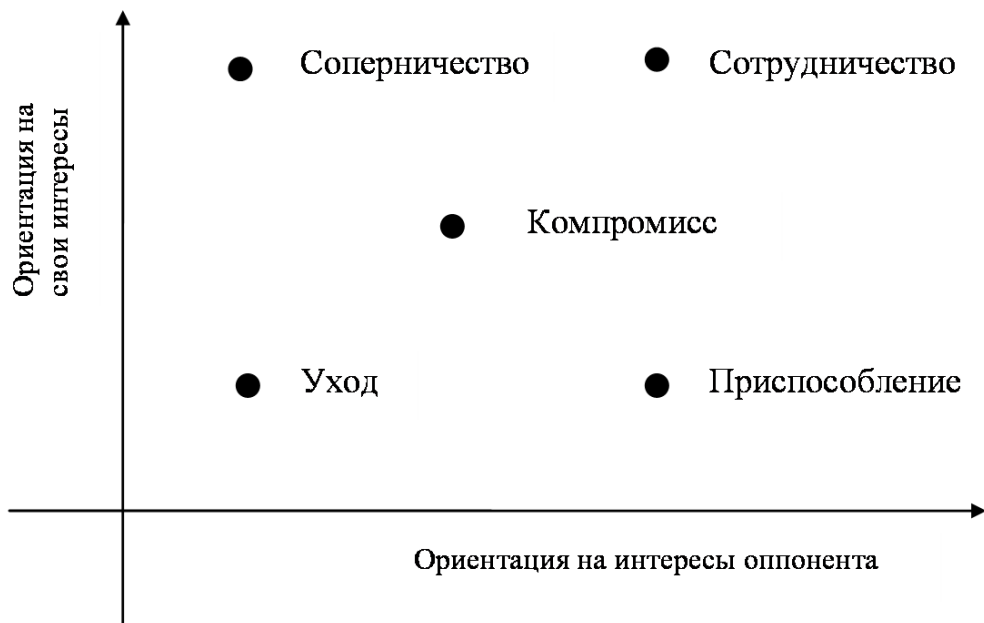 Соперничество
Сотрудничество
Ориентация на
свои интересы
Компромисс
Уход
Приспособление
Ориентация на интересы оппонента